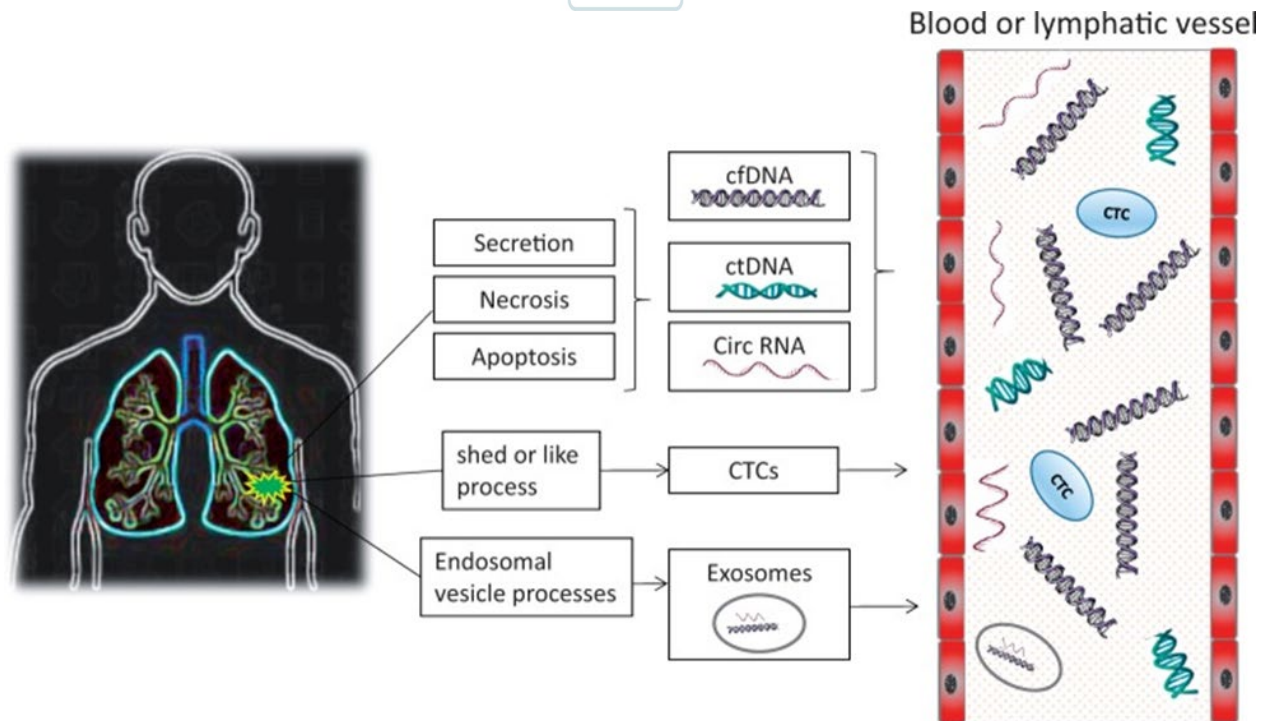 Blood or lymphatic vessel
cfDNA
Secretion
CTC
ctDNA
Necrosis
Circ RNA
Apoptosis
shed or like
process
CTCs
CTC
Endosomal
vesicle processes
Exosomes